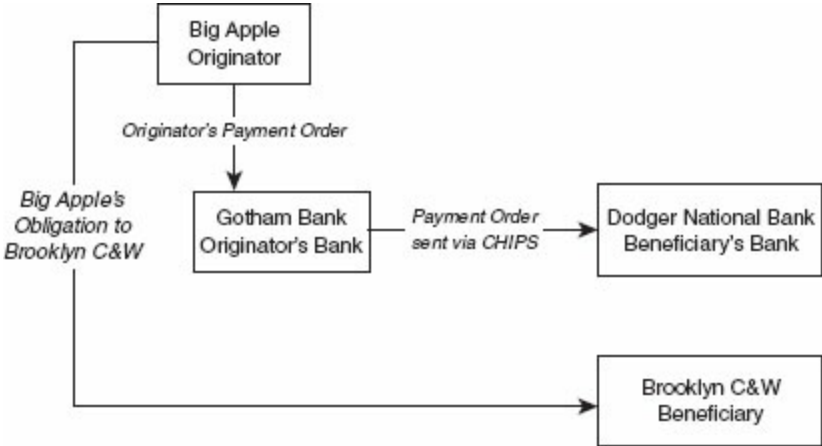 Big Apple
Originator
Originator's Payment Order
Big Apple's
Obligation to
Brooklyn C&W
Gotham Bank
Originator's Bank
Payment Order
sent via CHIPS
Dodger National Bank
Beneficiary's Bank
Brooklyn C&W
Beneficiary